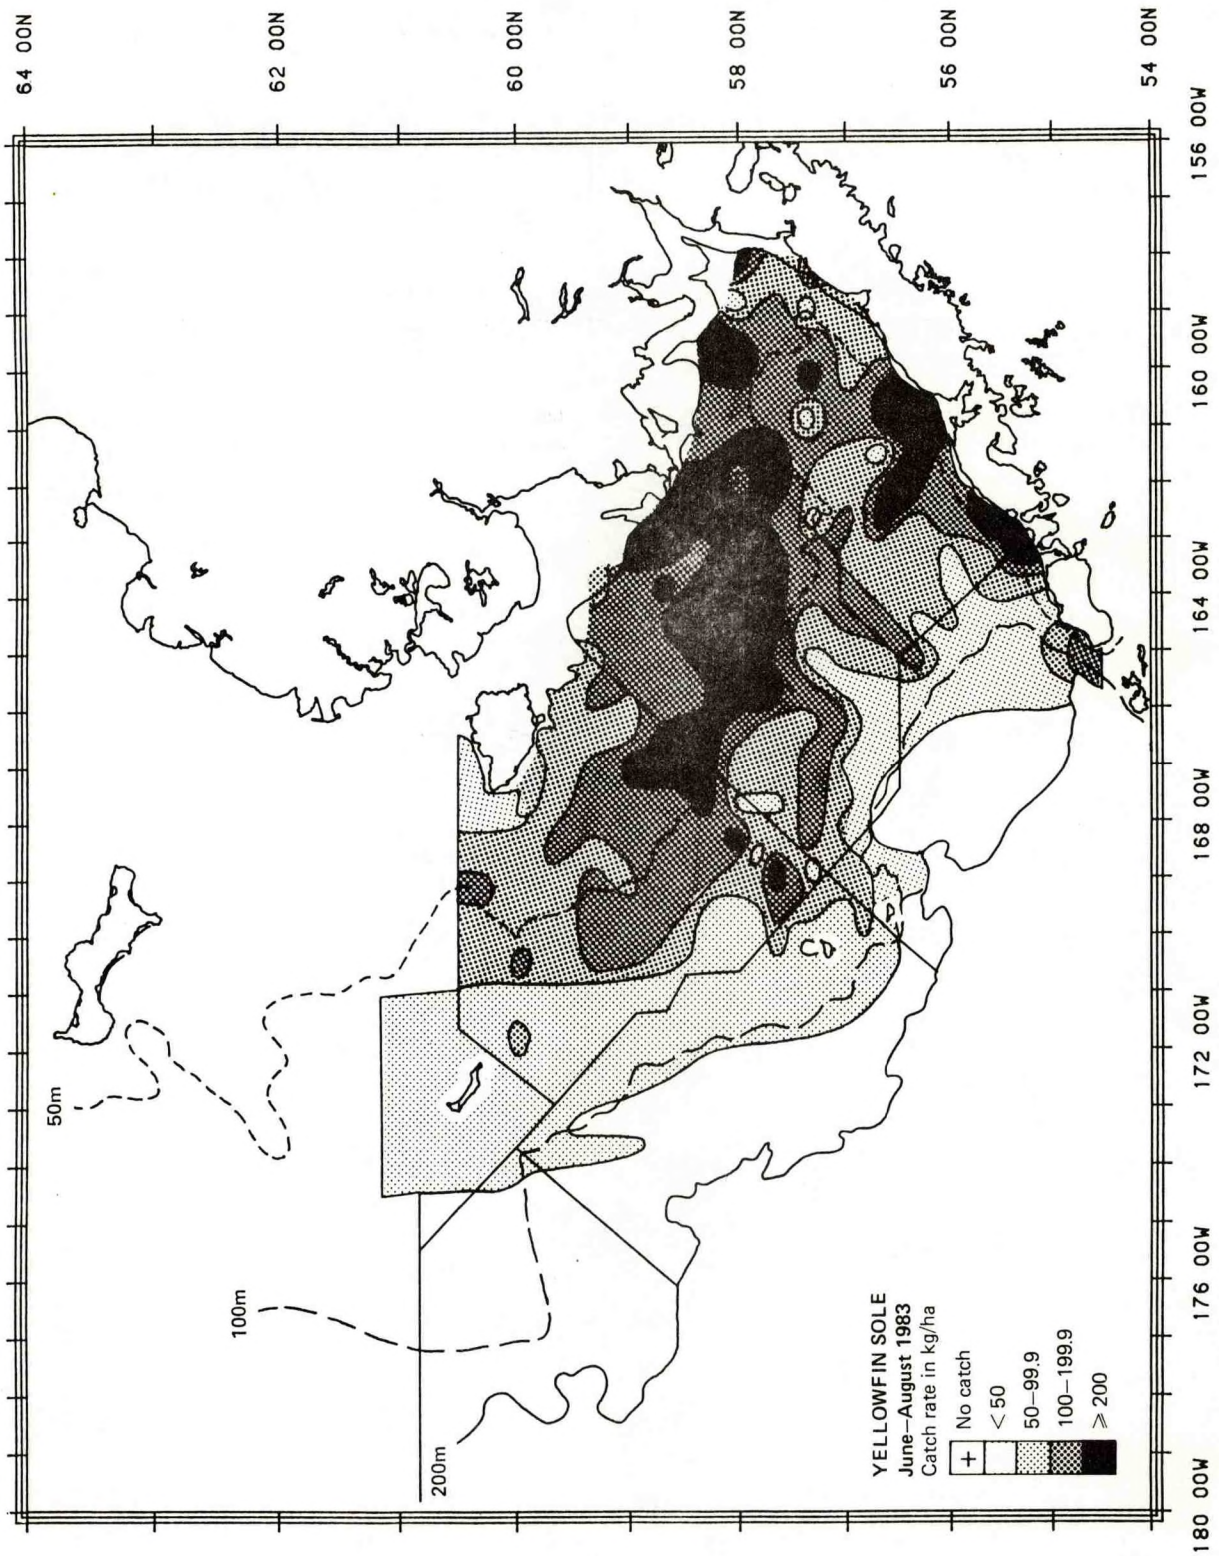 YELLOWFIN SOLE
June–August 1983
Catch rate in kg/ha
+ No catch
< 50
50–99.9
100–199.9
⩾ 200
50m
100m
200m
64 00N
62 00N
60 00N
58 00N
56 00N
54 00N
180 00W
176 00W
172 00W
168 00W
164 00W
160 00W
156 00W